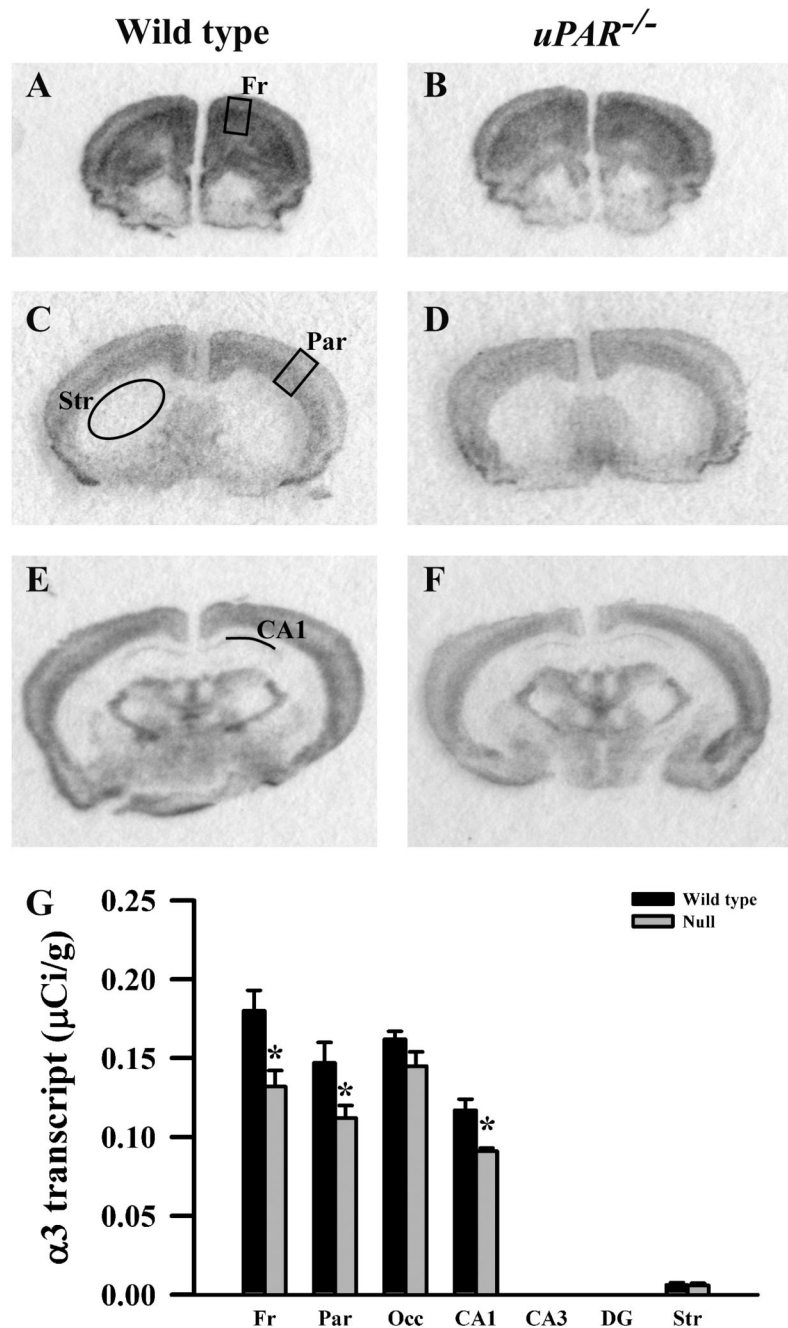 Wild type uPAR-/-
A Fr B
C Par D
Str
E CA1 F
G
0.25
0.20
0.15
0.10
0.05
0.00
α3 transcript (μCi/g)
Wild type
Null
* * *
Fr Par Occ CA1 CA3 DG Str